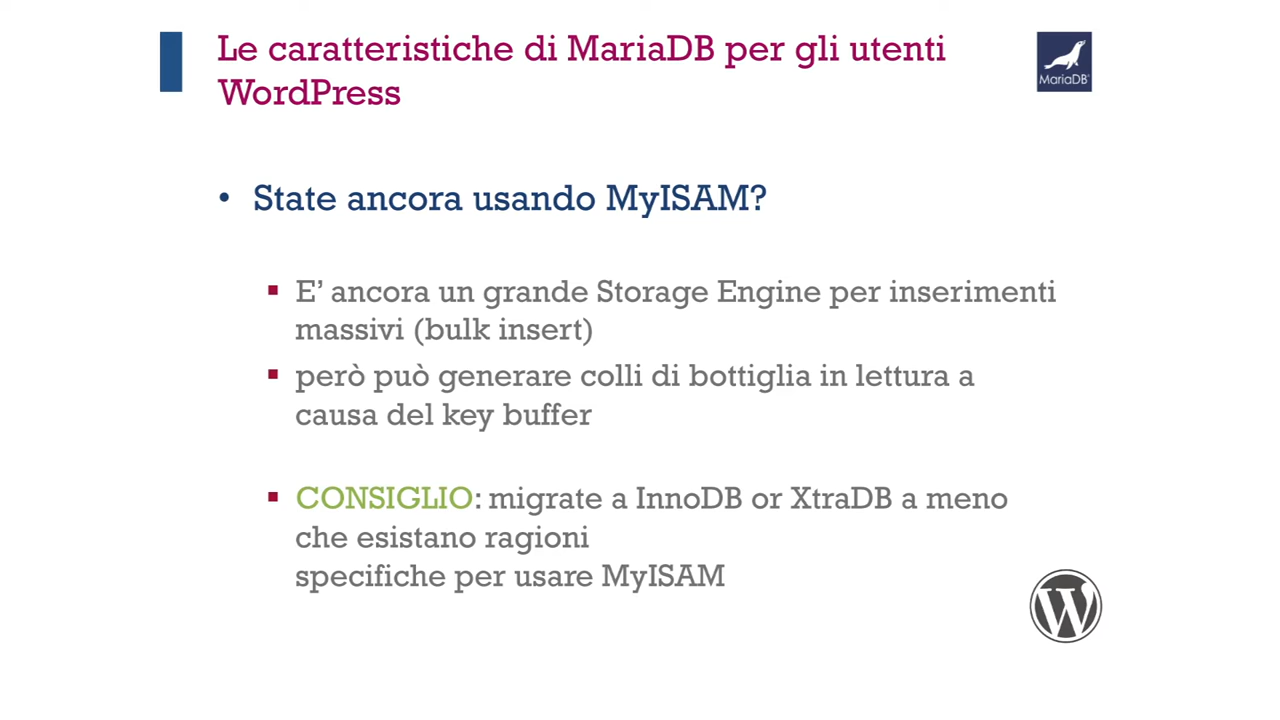 Le caratteristiche di MariaDB per gli utenti
WordPress
MariaDB
• State ancora usando MyISAM?
▪ E’ ancora un grande Storage Engine per inserimenti
massivi (bulk insert)
▪ però può generare colli di bottiglia in lettura a
causa del key buffer
▪ CONSIGLIO: migrate a InnoDB or XtraDB a meno
che esistano ragioni
specifiche per usare MyISAM
W